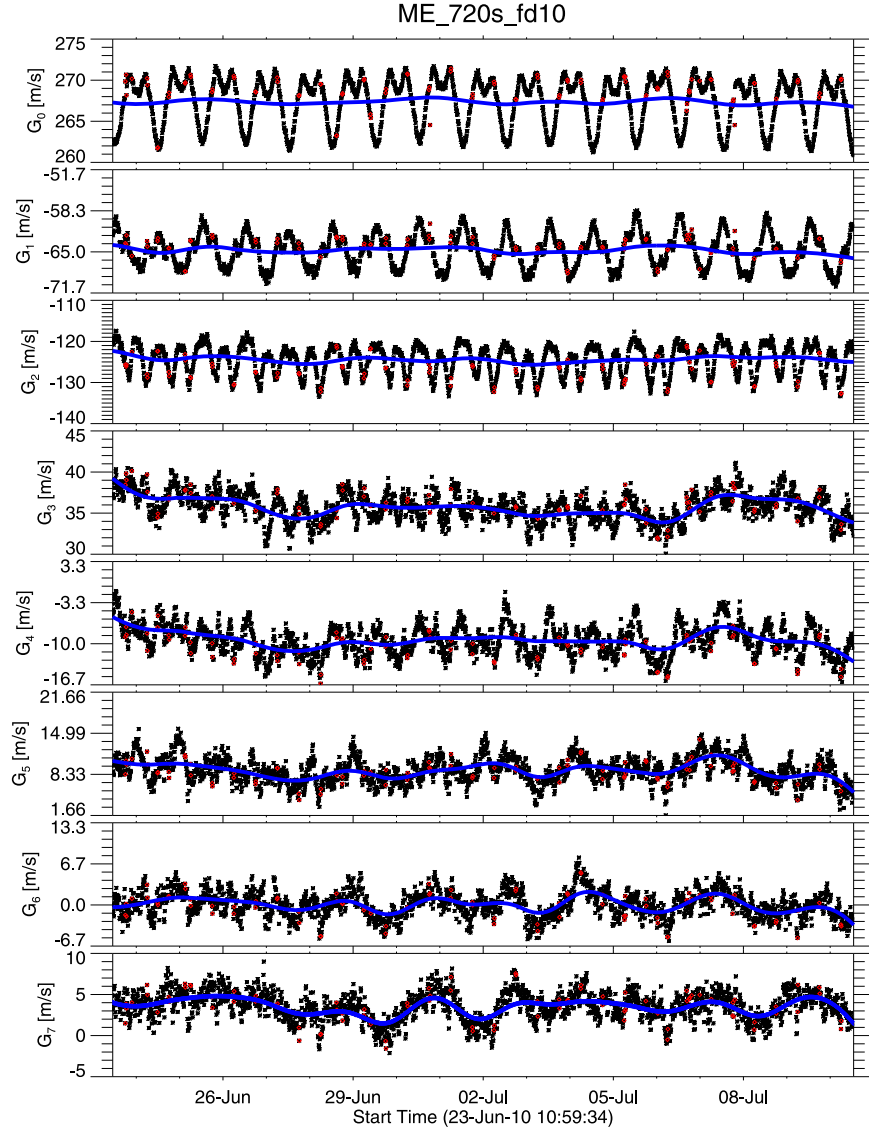 ME_720s_fd10
275
270
265
260
G0 [m/s]
-51.7
-58.3
-65.0
-71.7
G1 [m/s]
-110
-120
-130
-140
G2 [m/s]
45
40
35
30
G3 [m/s]
3.3
-3.3
-10.0
-16.7
G4 [m/s]
21.66
14.99
8.33
1.66
G5 [m/s]
13.3
6.7
0.0
-6.7
G6 [m/s]
10
5
0
-5
G7 [m/s]
26-Jun 29-Jun 02-Jul 05-Jul 08-Jul
Start Time (23-Jun-10 10:59:34)